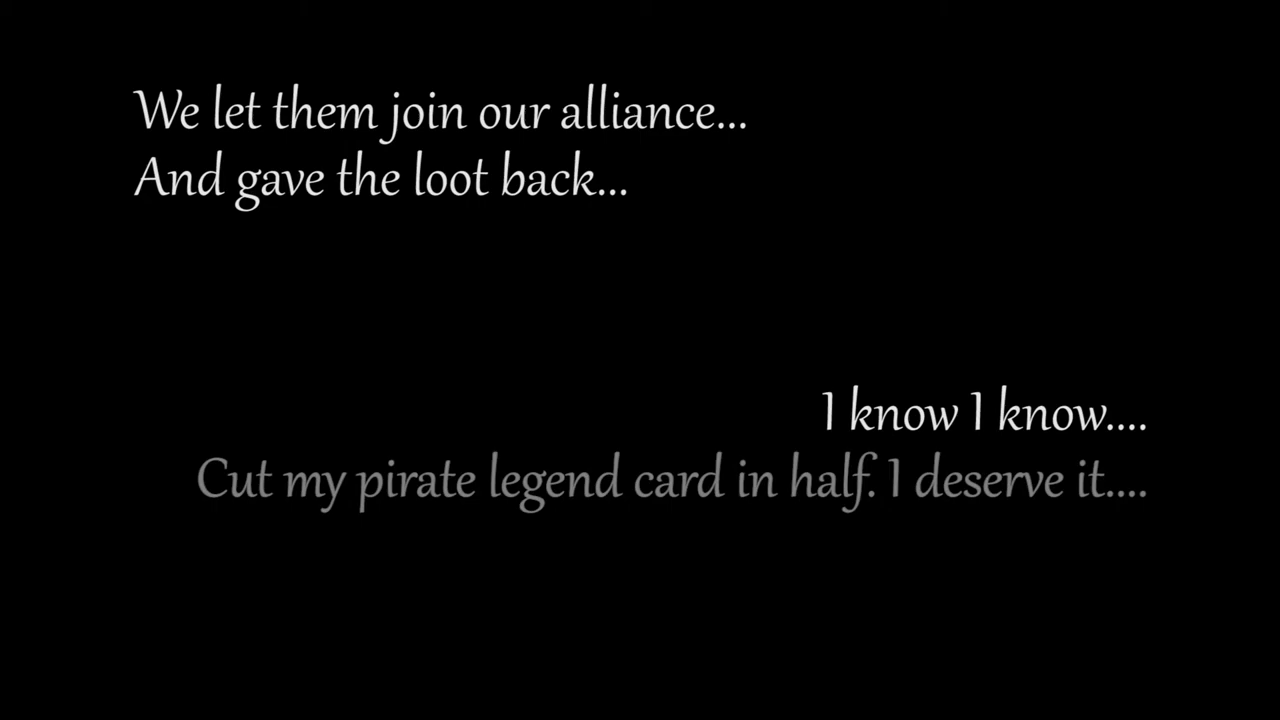 We let them join our alliance...
And gave the loot back...
I know I know....
Cut my pirate legend card in half. I deserve it....